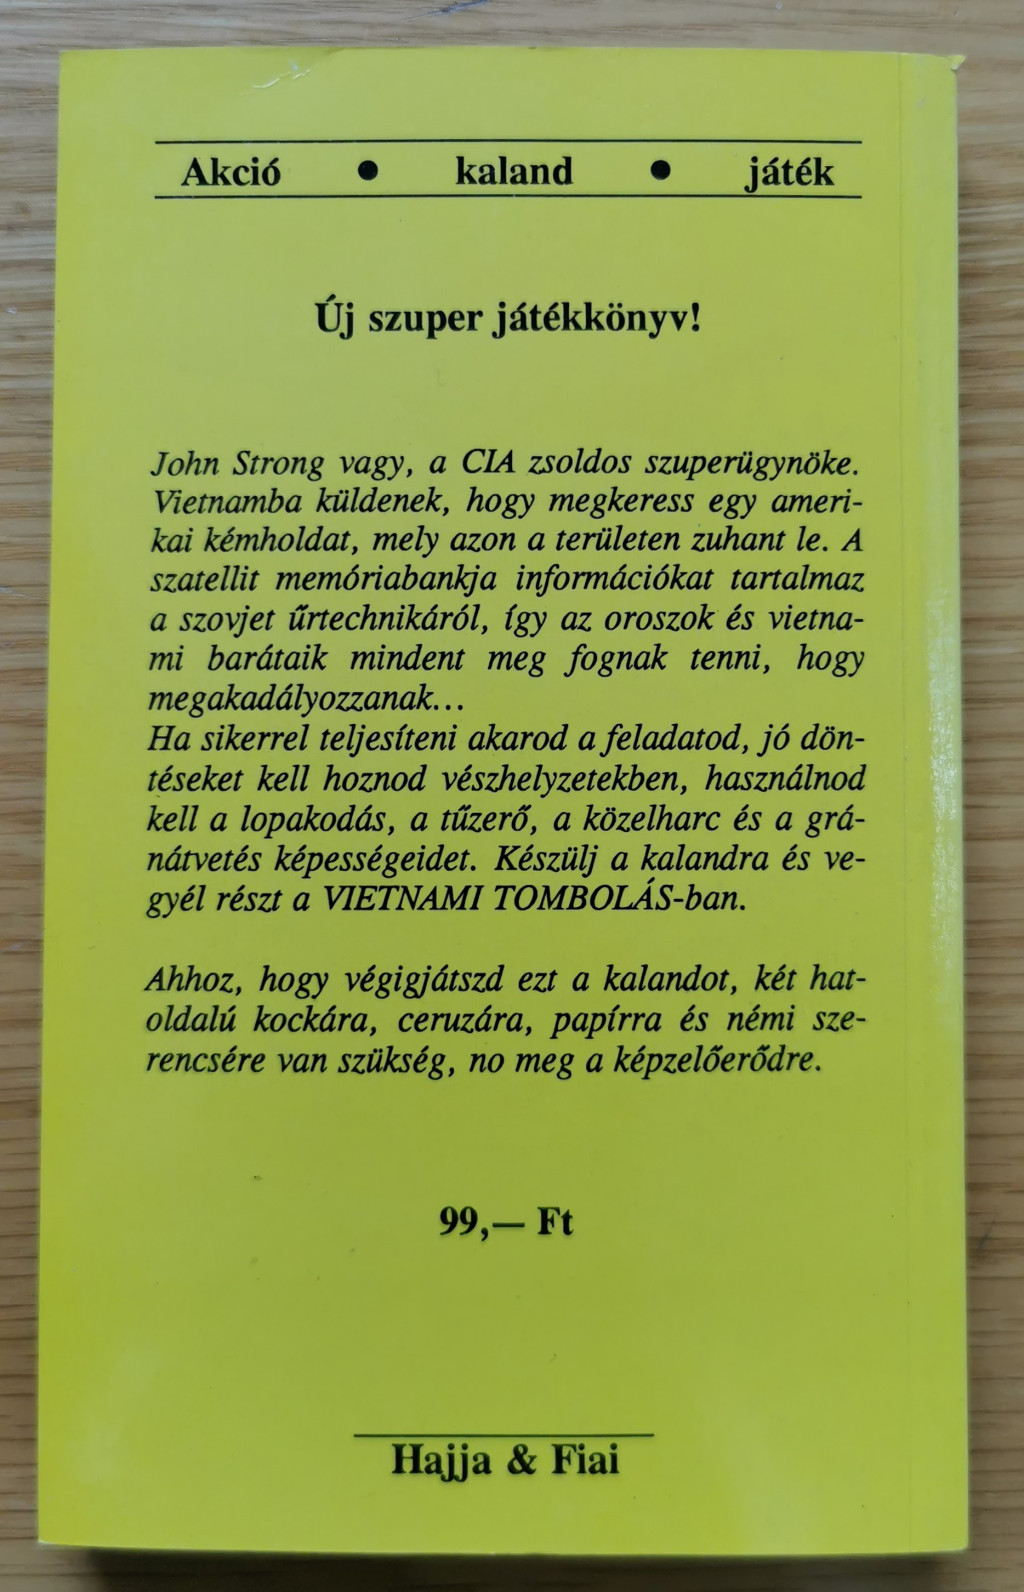 Akció • kaland • játék
Új szuper játékkönyv!
John Strong vagy, a CIA zsoldos szuperügynöke.
Vietnamba küldenek, hogy megkeress egy ameri-
kai kémholdat, mely azon a területen zuhant le. A
szatellit memóriabankja információkat tartalmaz
a szovjet űrtechnikáról, így az oroszok és vietna-
mi barátaik mindent meg fognak tenni, hogy
megakadályozzanak...
Ha sikerrel teljesíteni akarod a feladatod, jó dön-
téseket kell hoznod vészhelyzetekben, használnod
kell a lopakodás, a tűzerő, a közelharc és a grá-
nátvetés képességeidet. Készülj a kalandra és ve-
gyél részt a VIETNAMI TOMBOLÁS-ban.
Ahhoz, hogy végigjátszd ezt a kalandot, két hat-
oldalú kockára, ceruzára, papírra és némi sze-
rencsére van szükség, no meg a képzelőerődre.
99,— Ft
Hajja & Fiai